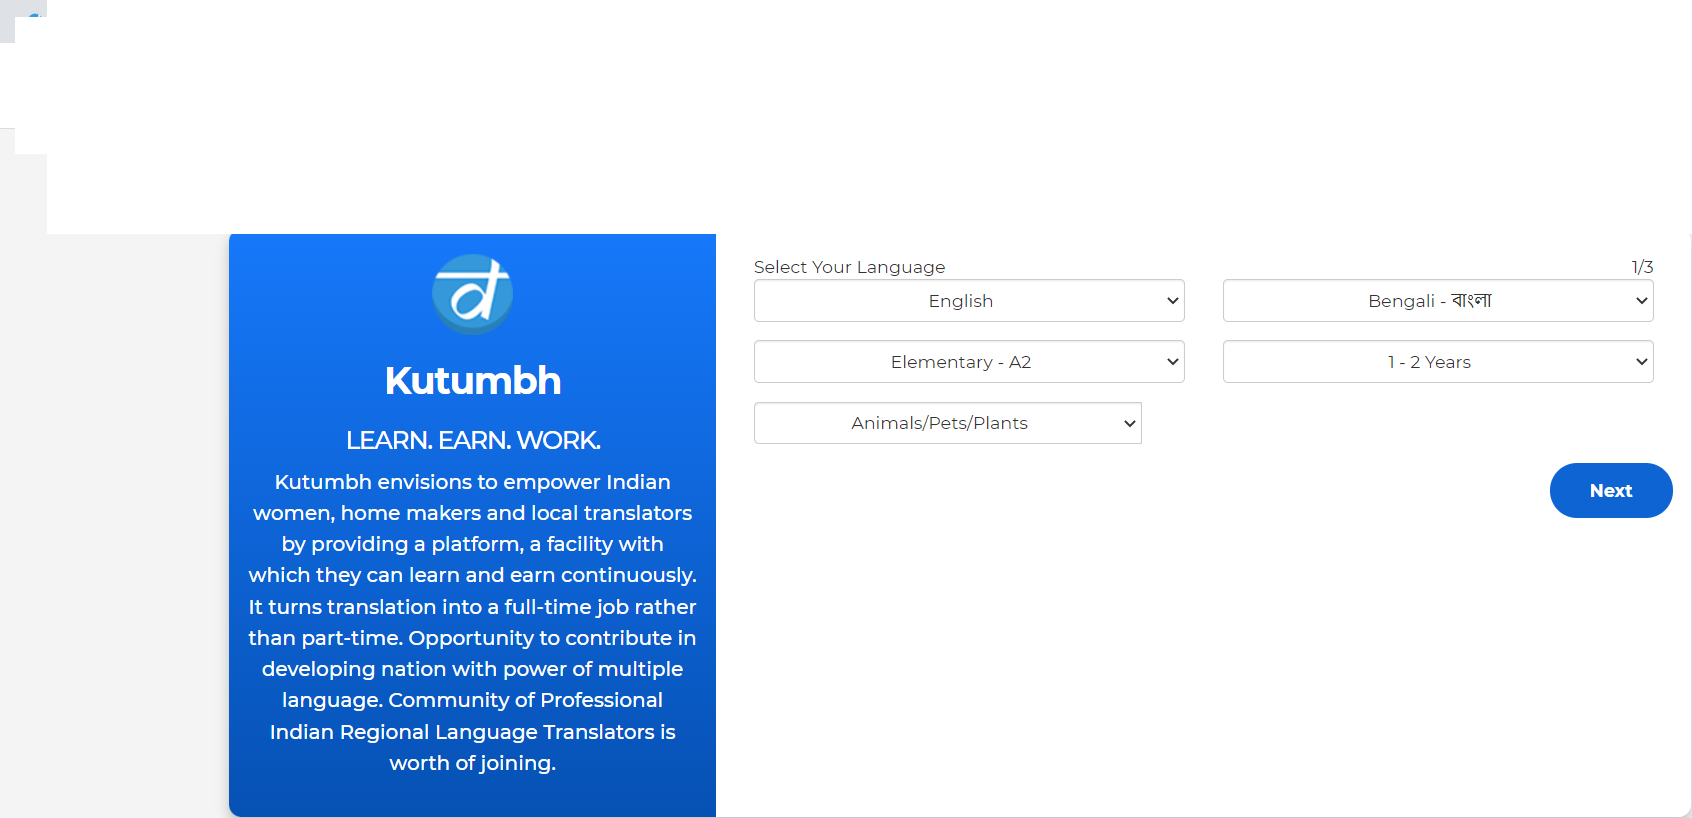 Kutumbh
LEARN. EARN. WORK.
Kutumbh envisions to empower Indian
women, home makers and local translators
by providing a platform, a facility with
which they can learn and earn continuously.
It turns translation into a full-time job rather
than part-time. Opportunity to contribute in
developing nation with power of multiple
language. Community of Professional
Indian Regional Language Translators is
worth of joining.
Select Your Language 1/3
English Bengali - বাংলা
Elementary - A2 1 - 2 Years
Animals/Pets/Plants
Next